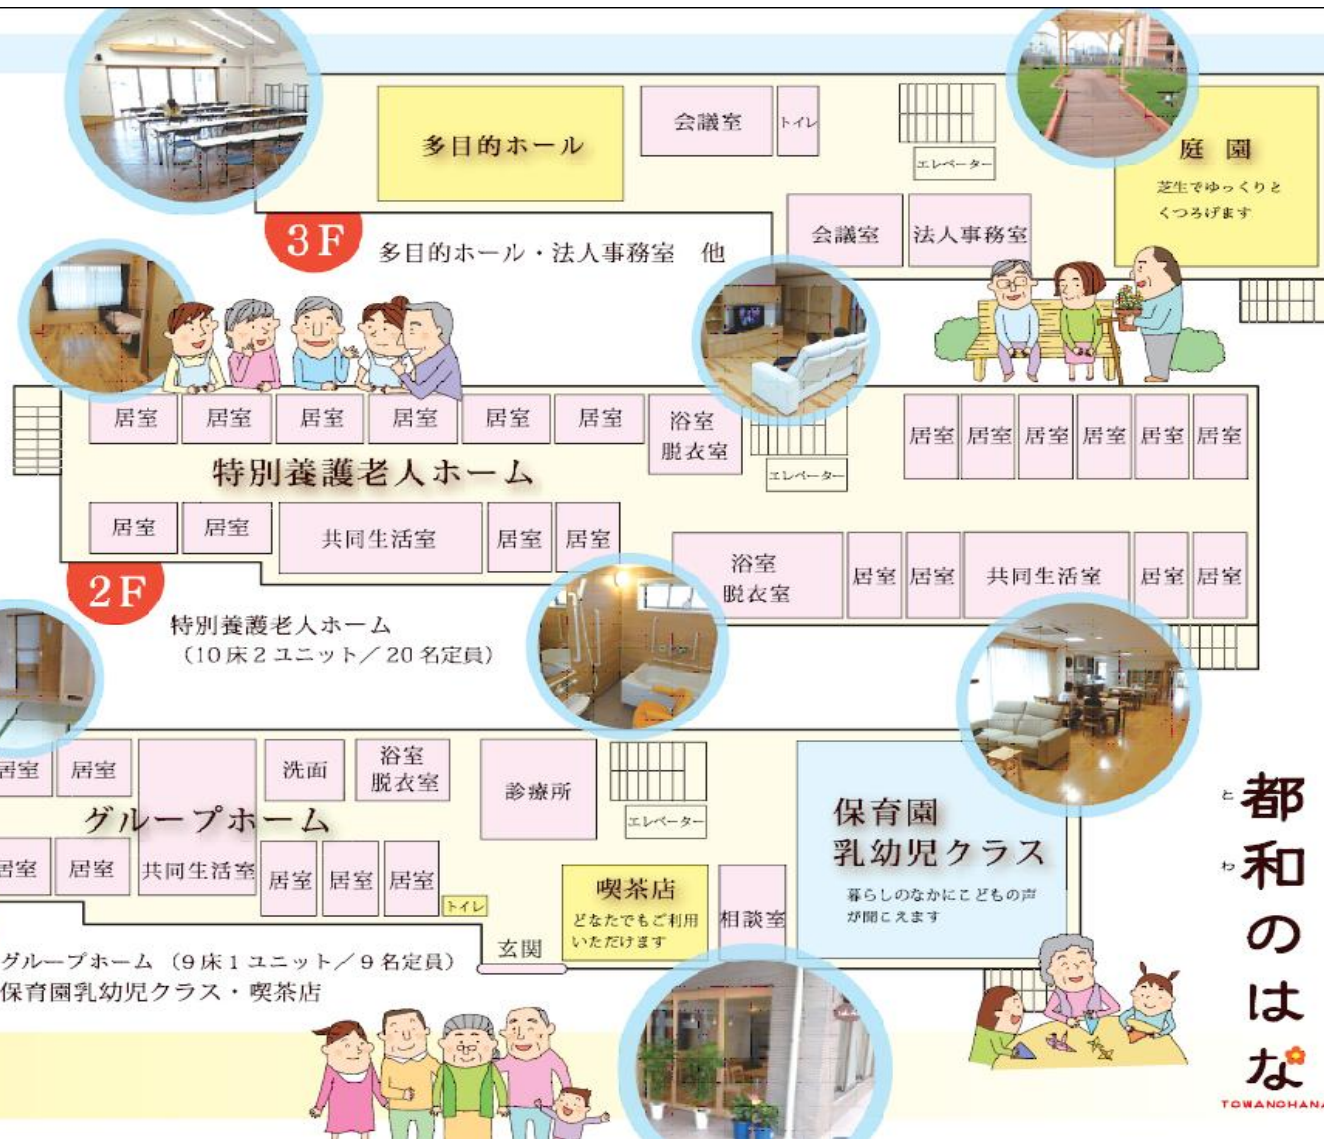 多目的ホール
会議室
トイレ
エレベーター
庭園
芝生でゆっくりと
くつろげます
会議室
法人事務室
3F
多目的ホール・法人事務室 他
居室
居室
居室
居室
居室
居室
浴室
脱衣室
エレベーター
居室
居室
居室
居室
居室
居室
特別養護老人ホーム
居室
居室
共同生活室
居室
居室
浴室
脱衣室
居室
居室
共同生活室
居室
居室
2F
特別養護老人ホーム
(10床2ユニット/20名定員)
居室
居室
洗面
浴室
脱衣室
診療所
エレベーター
保育園
乳幼児クラス
暮らしのなかにこどもの声
が聞こえます
グループホーム
居室
居室
共同生活室
居室
居室
居室
トイレ
喫茶店
どなたでもご利用
いただけます
相談室
玄関
グループホーム (9床1ユニット/9名定員)
保育園乳幼児クラス・喫茶店
都和のはな
とわ
TOWANOHANA